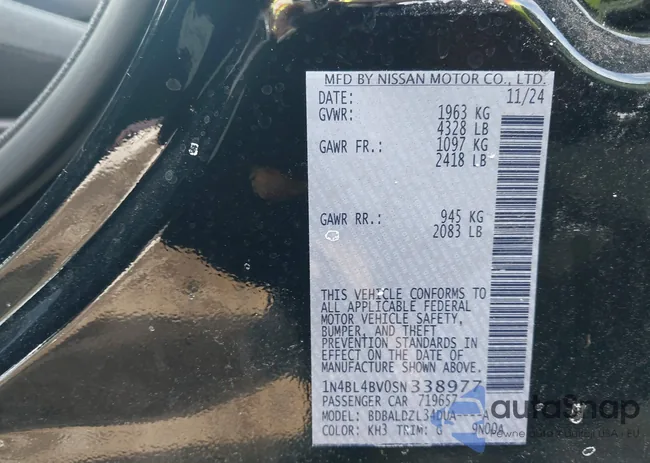 MFD BY NISSAN MOTOR CO., LTD.
DATE: 11/24
GVWR: 1963 KG
4328 LB
GAWR FR.: 1097 KG
2418 LB
GAWR RR.: 945 KG
2083 LB
THIS VEHICLE CONFORMS TO
ALL APPLICABLE FEDERAL
MOTOR VEHICLE SAFETY,
BUMPER, AND THEFT
PREVENTION STANDARDS IN
EFFECT ON THE DATE OF
MANUFACTURE SHOWN ABOVE.
1N4BL4BV0SN338977
PASSENGER CAR 719657
MODEL: BDBALDZL34DUA----A
COLOR: KH3 TRIM: G
autoSnap